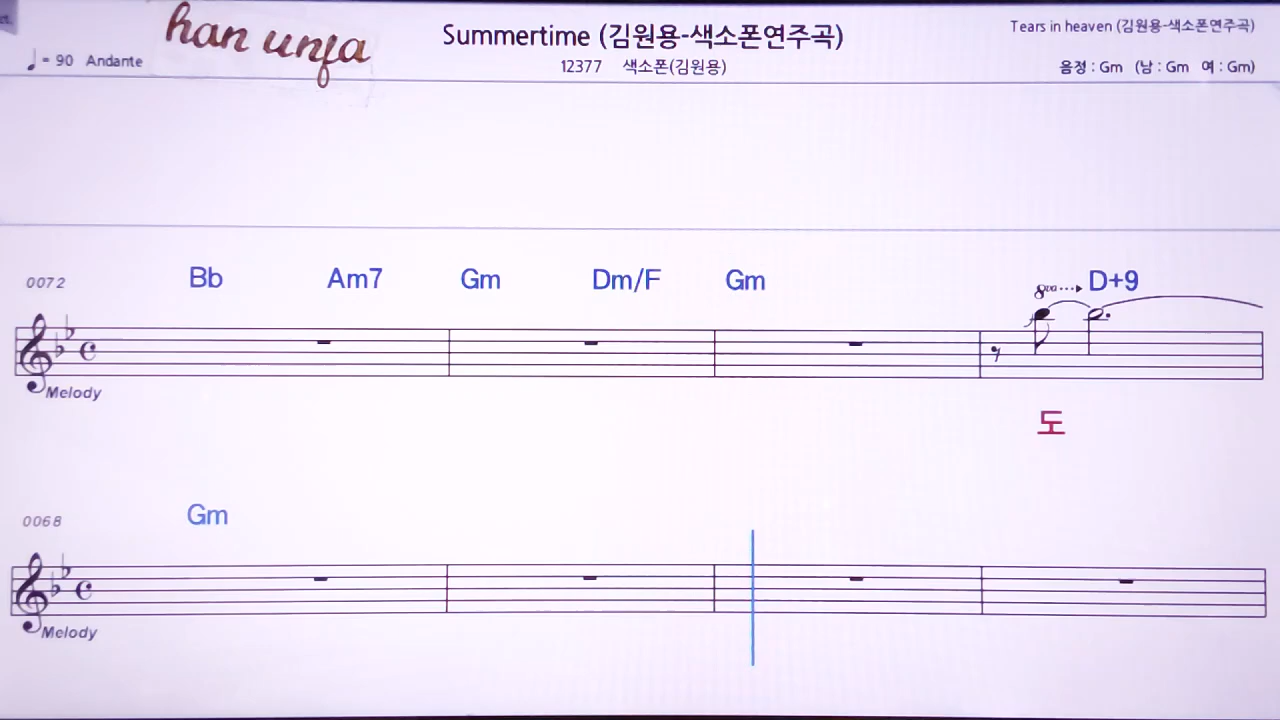 han unfa
Summertime (김원용-색소폰연주곡)
Tears in heaven (김원용-색소폰연주곡)
♩= 90 Andante
12377 색소폰(김원용)
음정 : Gm (남 : Gm 여 : Gm)
0072 Bb Am7 Gm Dm/F Gm 8va D+9
Melody
도
0068 Gm
Melody